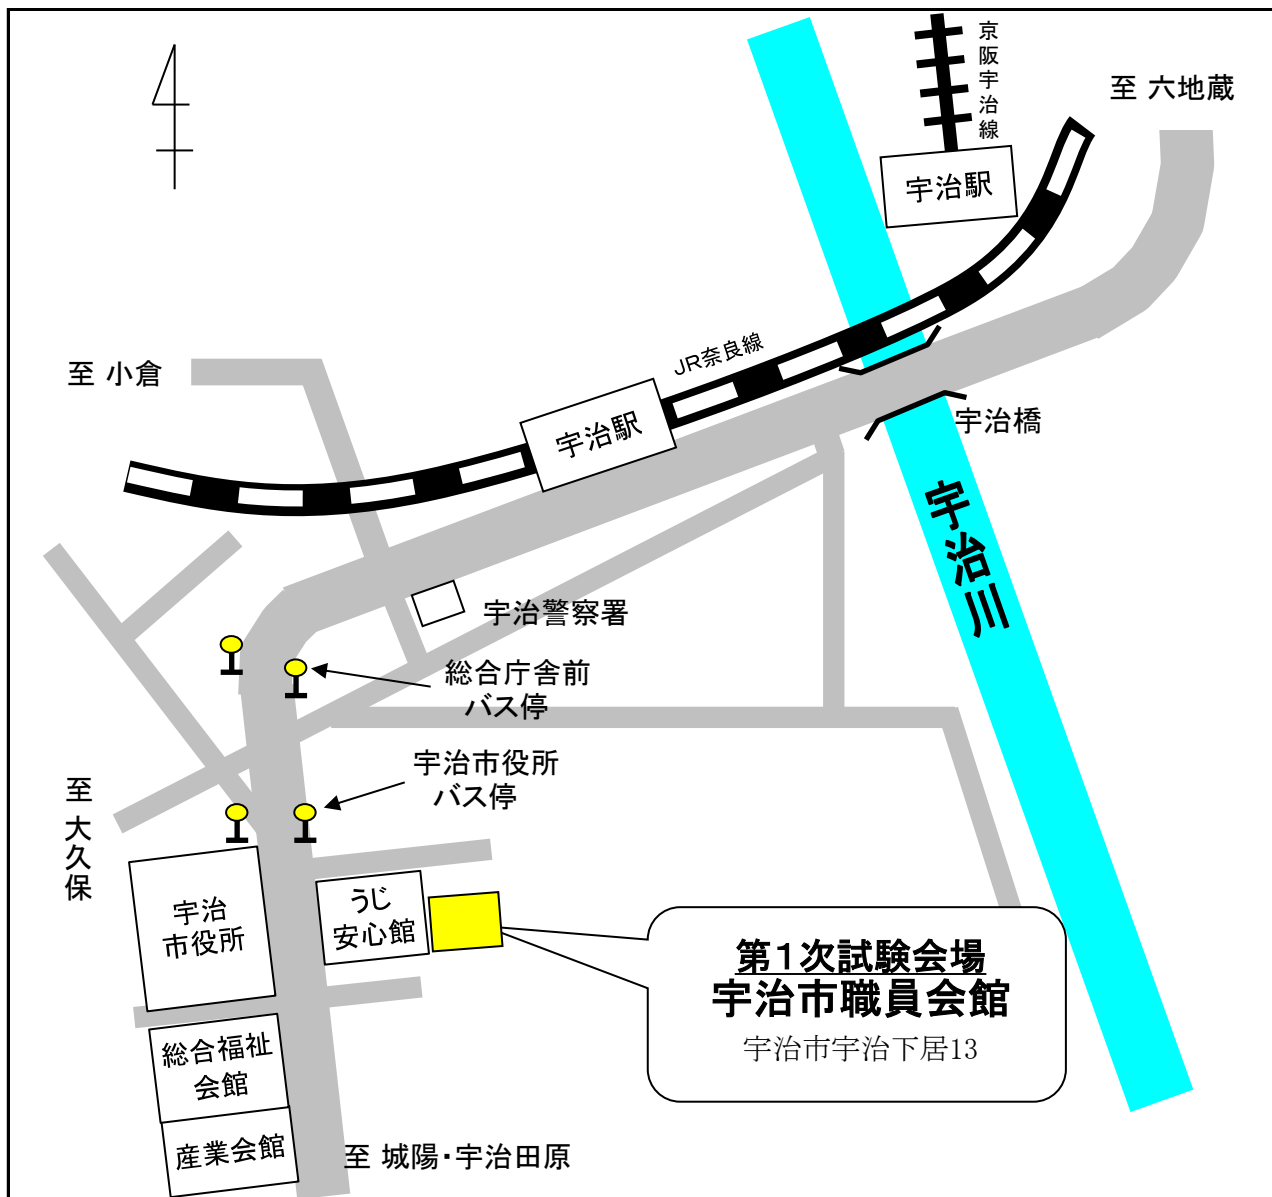 京阪宇治線
至 六地蔵
宇治駅
JR奈良線
至 小倉
宇治駅
宇治橋
宇治川
宇治警察署
総合庁舎前
バス停
宇治市役所
バス停
至 大久保
宇治
市役所
うじ
安心館
第1次試験会場
宇治市職員会館
宇治市宇治下居13
総合福祉
会館
産業会館
至 城陽・宇治田原